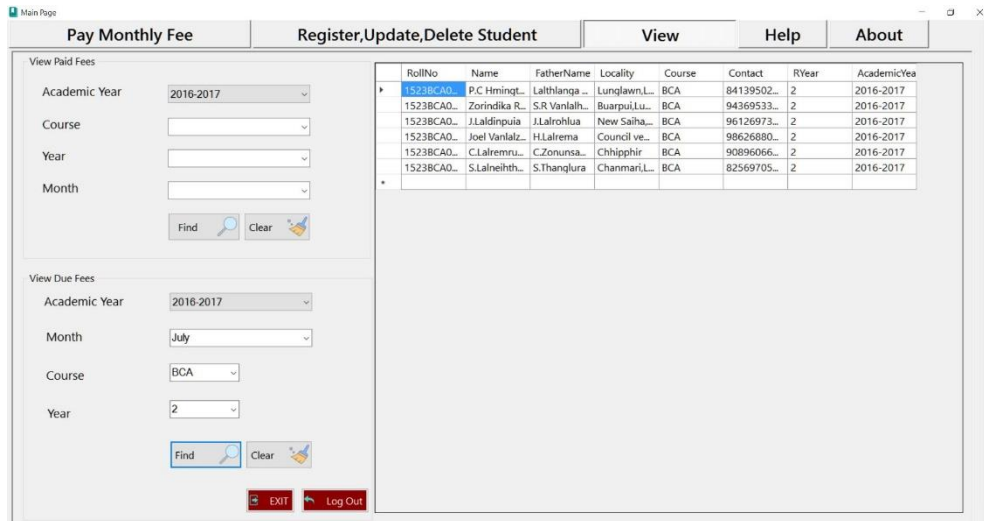 Main Page
Pay Monthly Fee Register,Update,Delete Student View Help About
View Paid Fees
Academic Year 2016-2017
Course
Year
Month
Find Clear
View Due Fees
Academic Year 2016-2017
Month July
Course BCA
Year 2
Find Clear
EXIT Log Out
RollNo Name FatherName Locality Course Contact RYear AcademicYea
1523BCA0... P.C Hmingt... Lalthlanga ... Lunglawn,L... BCA 84139502... 2 2016-2017
1523BCA0... Zorindika R... S.R Vanlalh... Buarpui,Lu... BCA 94369533... 2 2016-2017
1523BCA0... J.Laldinpuia J.Lalrohlua New Saiha,... BCA 96126973... 2 2016-2017
1523BCA0... Joel Vanlalz... H.Lalrema Council ve... BCA 98626880... 2 2016-2017
1523BCA0... C.Lalremru... C.Zonunsa... Chhipphir BCA 90896066... 2 2016-2017
1523BCA0... S.Lalneihth... S.Thanglura Chanmari,L... BCA 82569705... 2 2016-2017